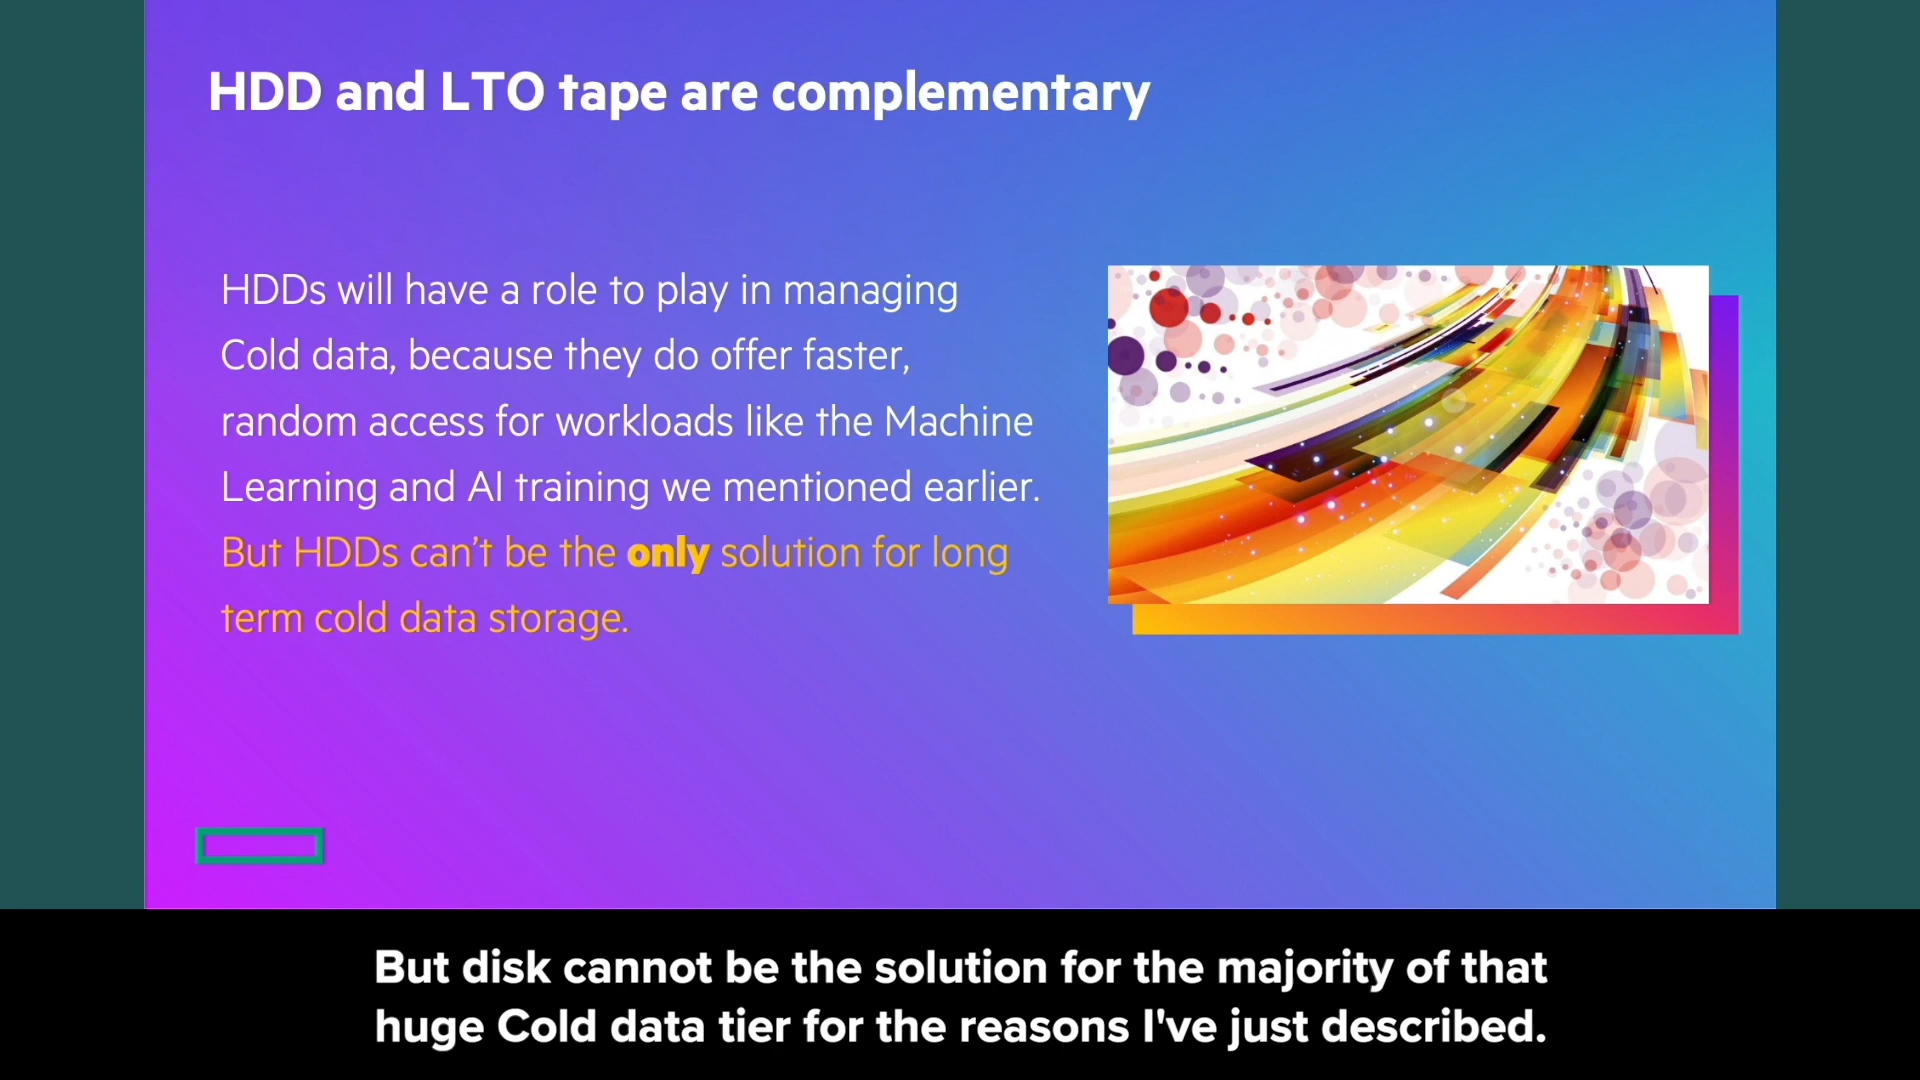 HDD and LTO tape are complementary
HDDs will have a role to play in managing
Cold data, because they do offer faster,
random access for workloads like the Machine
Learning and AI training we mentioned earlier.
But HDDs can’t be the only solution for long
term cold data storage.
But disk cannot be the solution for the majority of that
huge Cold data tier for the reasons I've just described.